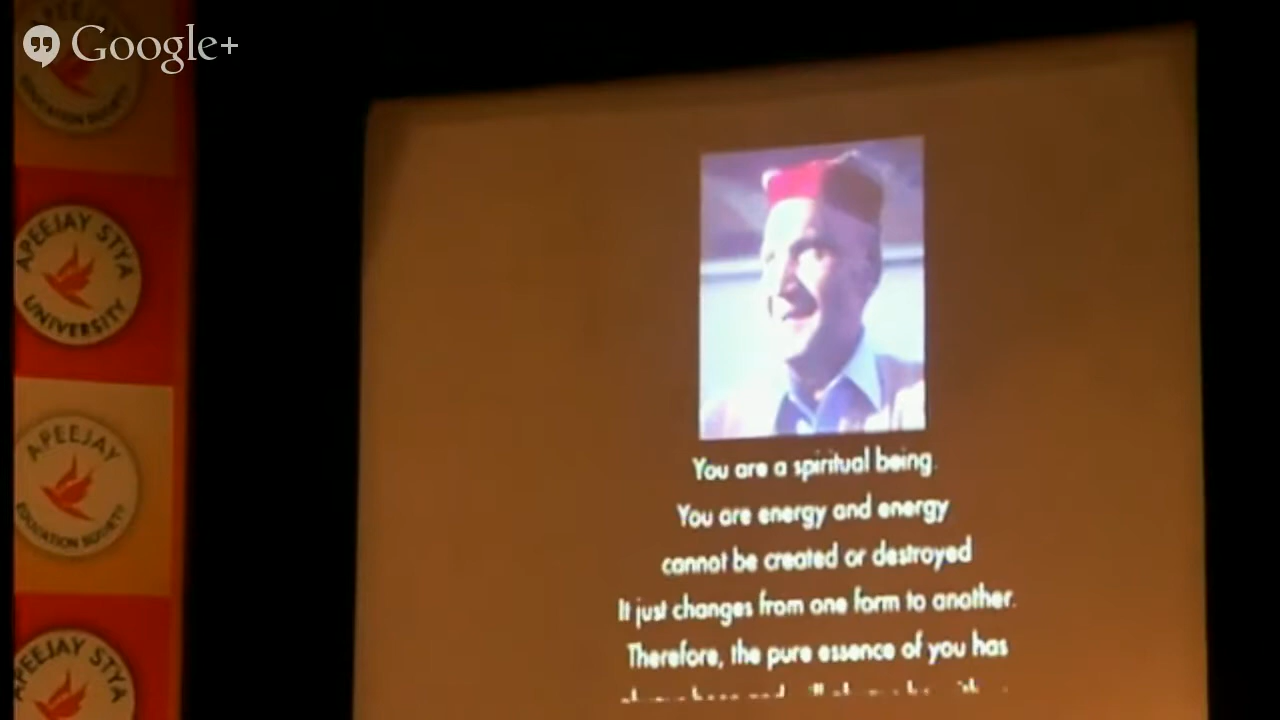 Google+
EDUCATION SOCIETY
APEEJAY STYA
UNIVERSITY
APEEJAY
EDUCATION SOCIETY
APEEJAY STYA
You are a spiritual being.
You are energy and energy
cannot be created or destroyed
It just changes from one form to another.
Therefore, the pure essence of you has